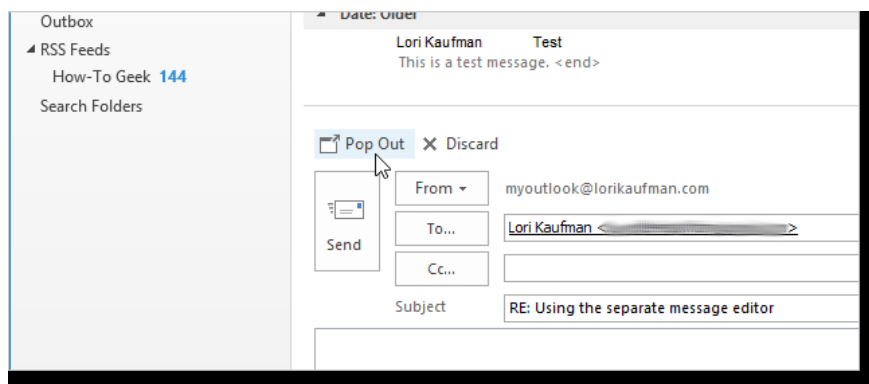 Outbox
RSS Feeds
How-To Geek 144
Search Folders
Date: Older
Lori Kaufman Test
This is a test message. <end>
Pop Out Discard
Send
From myoutlook@lorikaufman.com
To... Lori Kaufman < >
Cc...
Subject RE: Using the separate message editor